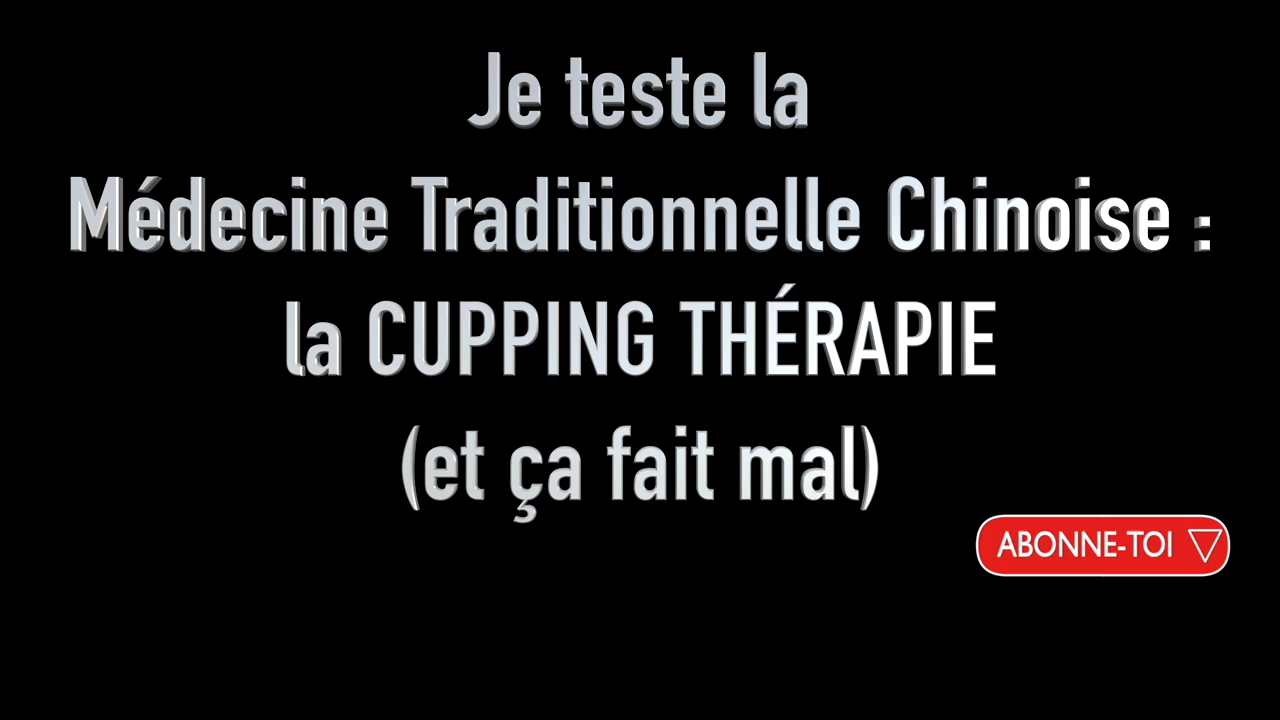 Je teste la
Médecine Traditionnelle Chinoise :
la CUPPING THÉRAPIE
(et ça fait mal)
ABONNE-TOI